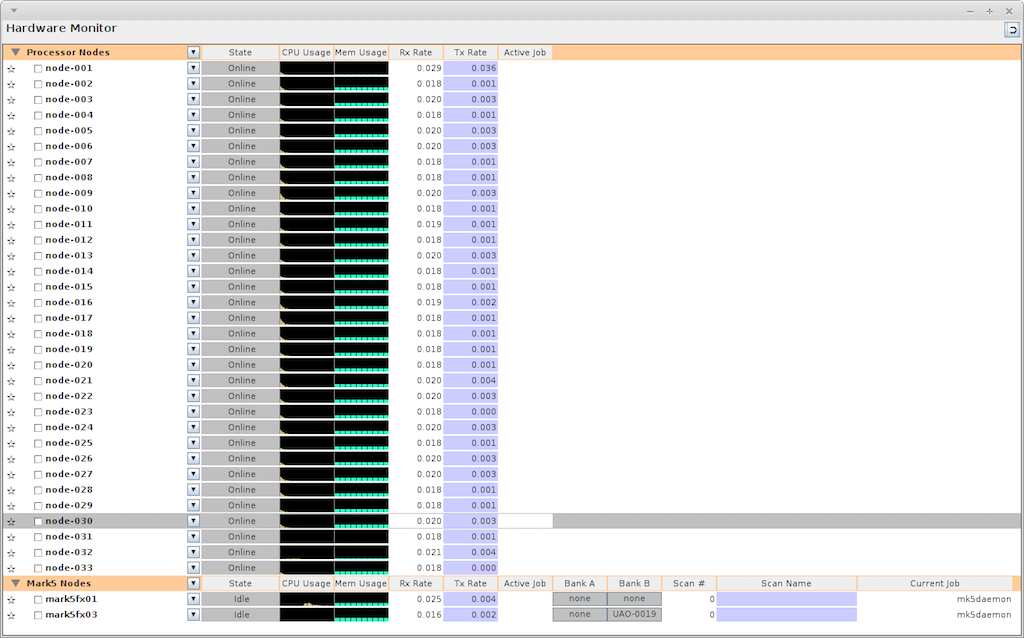 Hardware Monitor
Processor Nodes State CPU Usage Mem Usage Rx Rate Tx Rate Active Job
node-001 Online 0.029 0.036
node-002 Online 0.018 0.001
node-003 Online 0.020 0.003
node-004 Online 0.018 0.001
node-005 Online 0.020 0.003
node-006 Online 0.020 0.003
node-007 Online 0.018 0.001
node-008 Online 0.018 0.001
node-009 Online 0.020 0.003
node-010 Online 0.018 0.001
node-011 Online 0.019 0.001
node-012 Online 0.018 0.001
node-013 Online 0.020 0.003
node-014 Online 0.018 0.001
node-015 Online 0.018 0.001
node-016 Online 0.019 0.002
node-017 Online 0.018 0.001
node-018 Online 0.018 0.001
node-019 Online 0.018 0.001
node-020 Online 0.018 0.001
node-021 Online 0.020 0.004
node-022 Online 0.020 0.003
node-023 Online 0.018 0.000
node-024 Online 0.020 0.003
node-025 Online 0.018 0.001
node-026 Online 0.020 0.003
node-027 Online 0.020 0.003
node-028 Online 0.018 0.001
node-029 Online 0.018 0.001
node-030 Online 0.020 0.003
node-031 Online 0.018 0.001
node-032 Online 0.021 0.004
node-033 Online 0.018 0.000
Mark5 Nodes State CPU Usage Mem Usage Rx Rate Tx Rate Active Job Bank A Bank B Scan # Scan Name Current Job
mark5fx01 Idle 0.025 0.004 none none 0 mk5daemon
mark5fx03 Idle 0.016 0.002 none UAO-0019 0 mk5daemon